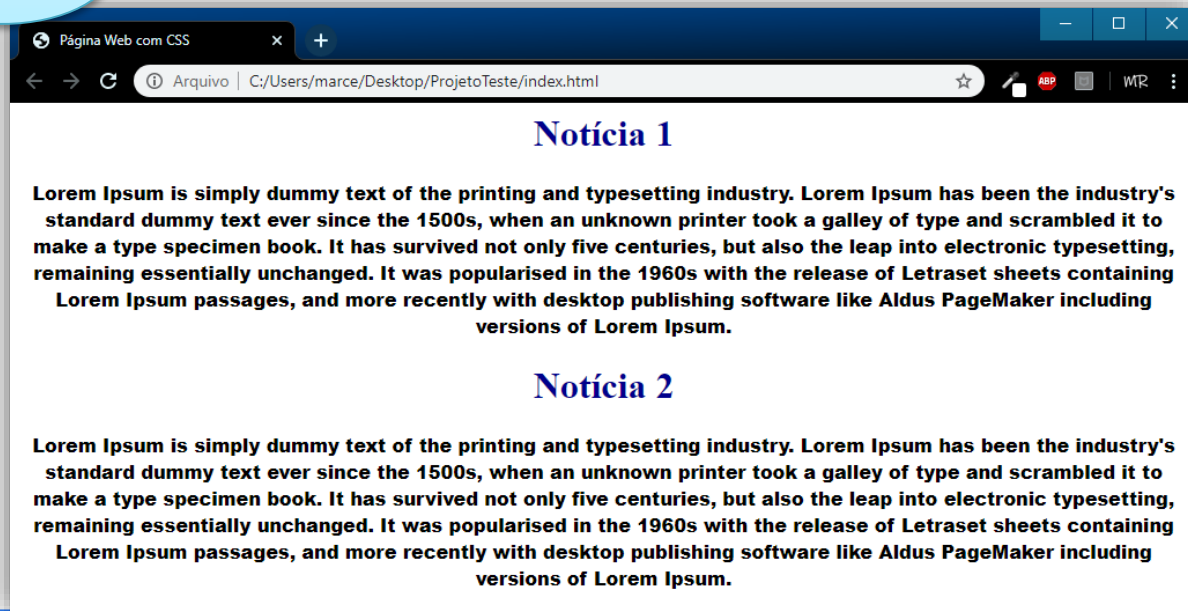 Página Web com CSS
Arquivo | C:/Users/marce/Desktop/ProjetoTeste/index.html
ABP
MR
Notícia 1
Lorem Ipsum is simply dummy text of the printing and typesetting industry. Lorem Ipsum has been the industry's
standard dummy text ever since the 1500s, when an unknown printer took a galley of type and scrambled it to
make a type specimen book. It has survived not only five centuries, but also the leap into electronic typesetting,
remaining essentially unchanged. It was popularised in the 1960s with the release of Letraset sheets containing
Lorem Ipsum passages, and more recently with desktop publishing software like Aldus PageMaker including
versions of Lorem Ipsum.
Notícia 2
Lorem Ipsum is simply dummy text of the printing and typesetting industry. Lorem Ipsum has been the industry's
standard dummy text ever since the 1500s, when an unknown printer took a galley of type and scrambled it to
make a type specimen book. It has survived not only five centuries, but also the leap into electronic typesetting,
remaining essentially unchanged. It was popularised in the 1960s with the release of Letraset sheets containing
Lorem Ipsum passages, and more recently with desktop publishing software like Aldus PageMaker including
versions of Lorem Ipsum.